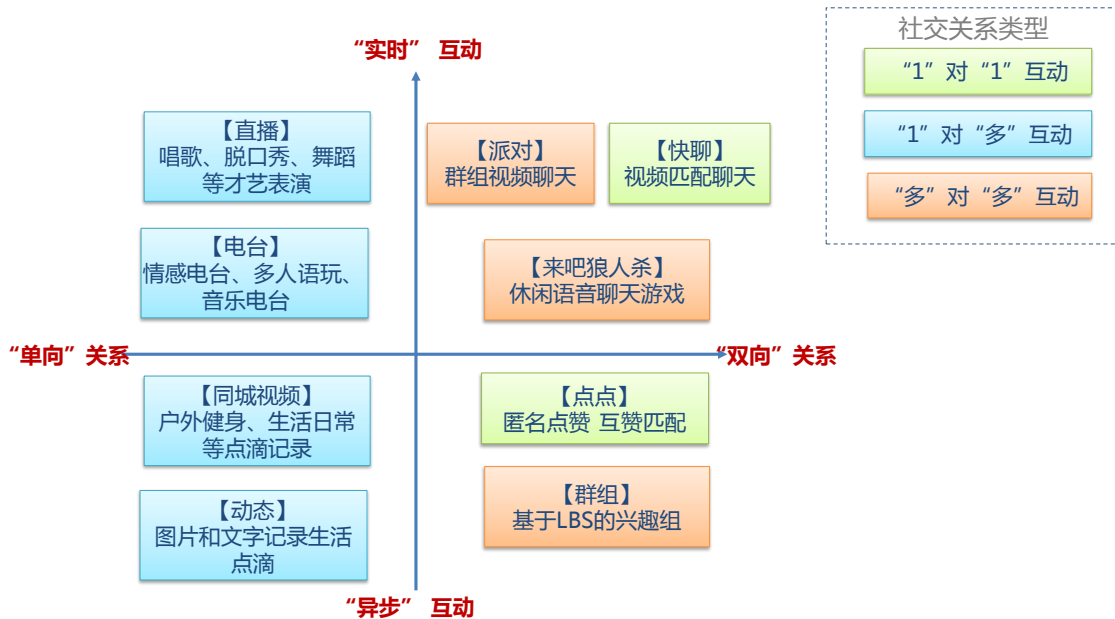 “实时” 互动
社交关系类型
“1”对“1”互动
“1”对“多”互动
“多”对“多”互动
【直播】
唱歌、脱口秀、舞蹈
等才艺表演
【派对】
群组视频聊天
【快聊】
视频匹配聊天
【电台】
情感电台、多人语玩、
音乐电台
【来吧狼人杀】
休闲语音聊天游戏
“单向”关系
“双向”关系
【同城视频】
户外健身、生活日常
等点滴记录
【点点】
匿名点赞 互赞匹配
【动态】
图片和文字记录生活
点滴
【群组】
基于LBS的兴趣组
“异步” 互动